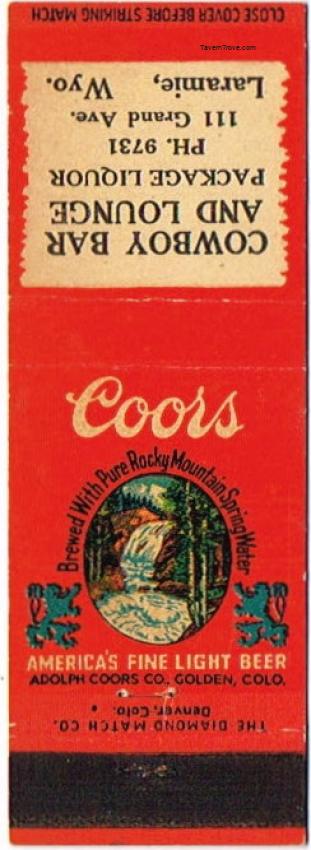 CLOSE COVER BEFORE STRIKING MATCH
TavernTrove.com
COWBOY BAR
AND LOUNGE
PACKAGE LIQUOR
PH. 9731
111 Grand Ave.
Laramie, Wyo.
Coors
Brewed With Pure Rocky Mountain Spring Water
AMERICA'S FINE LIGHT BEER
ADOLPH COORS CO., GOLDEN, COLO.
THE DIAMOND MATCH CO.
Denver, Colo.